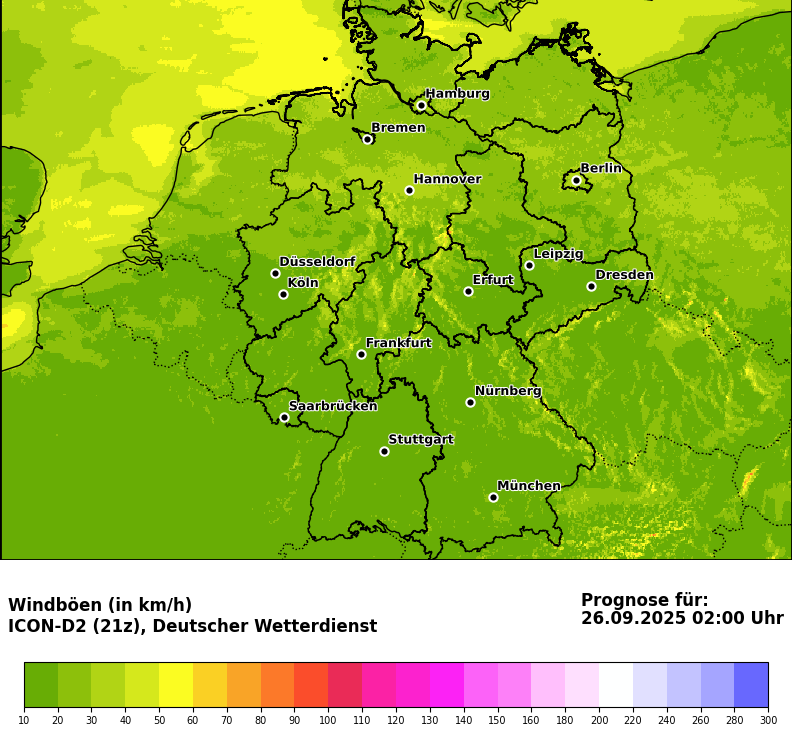 Hamburg
Bremen
Berlin
Hannover
Leipzig
Düsseldorf
Dresden
Köln
Erfurt
Frankfurt
Nürnberg
Saarbrücken
Stuttgart
München
Windböen (in km/h)
ICON-D2 (21z), Deutscher Wetterdienst
Prognose für:
26.09.2025 02:00 Uhr
10 20 30 40 50 60 70 80 90 100 110 120 130 140 150 160 180 200 220 240 260 280 300